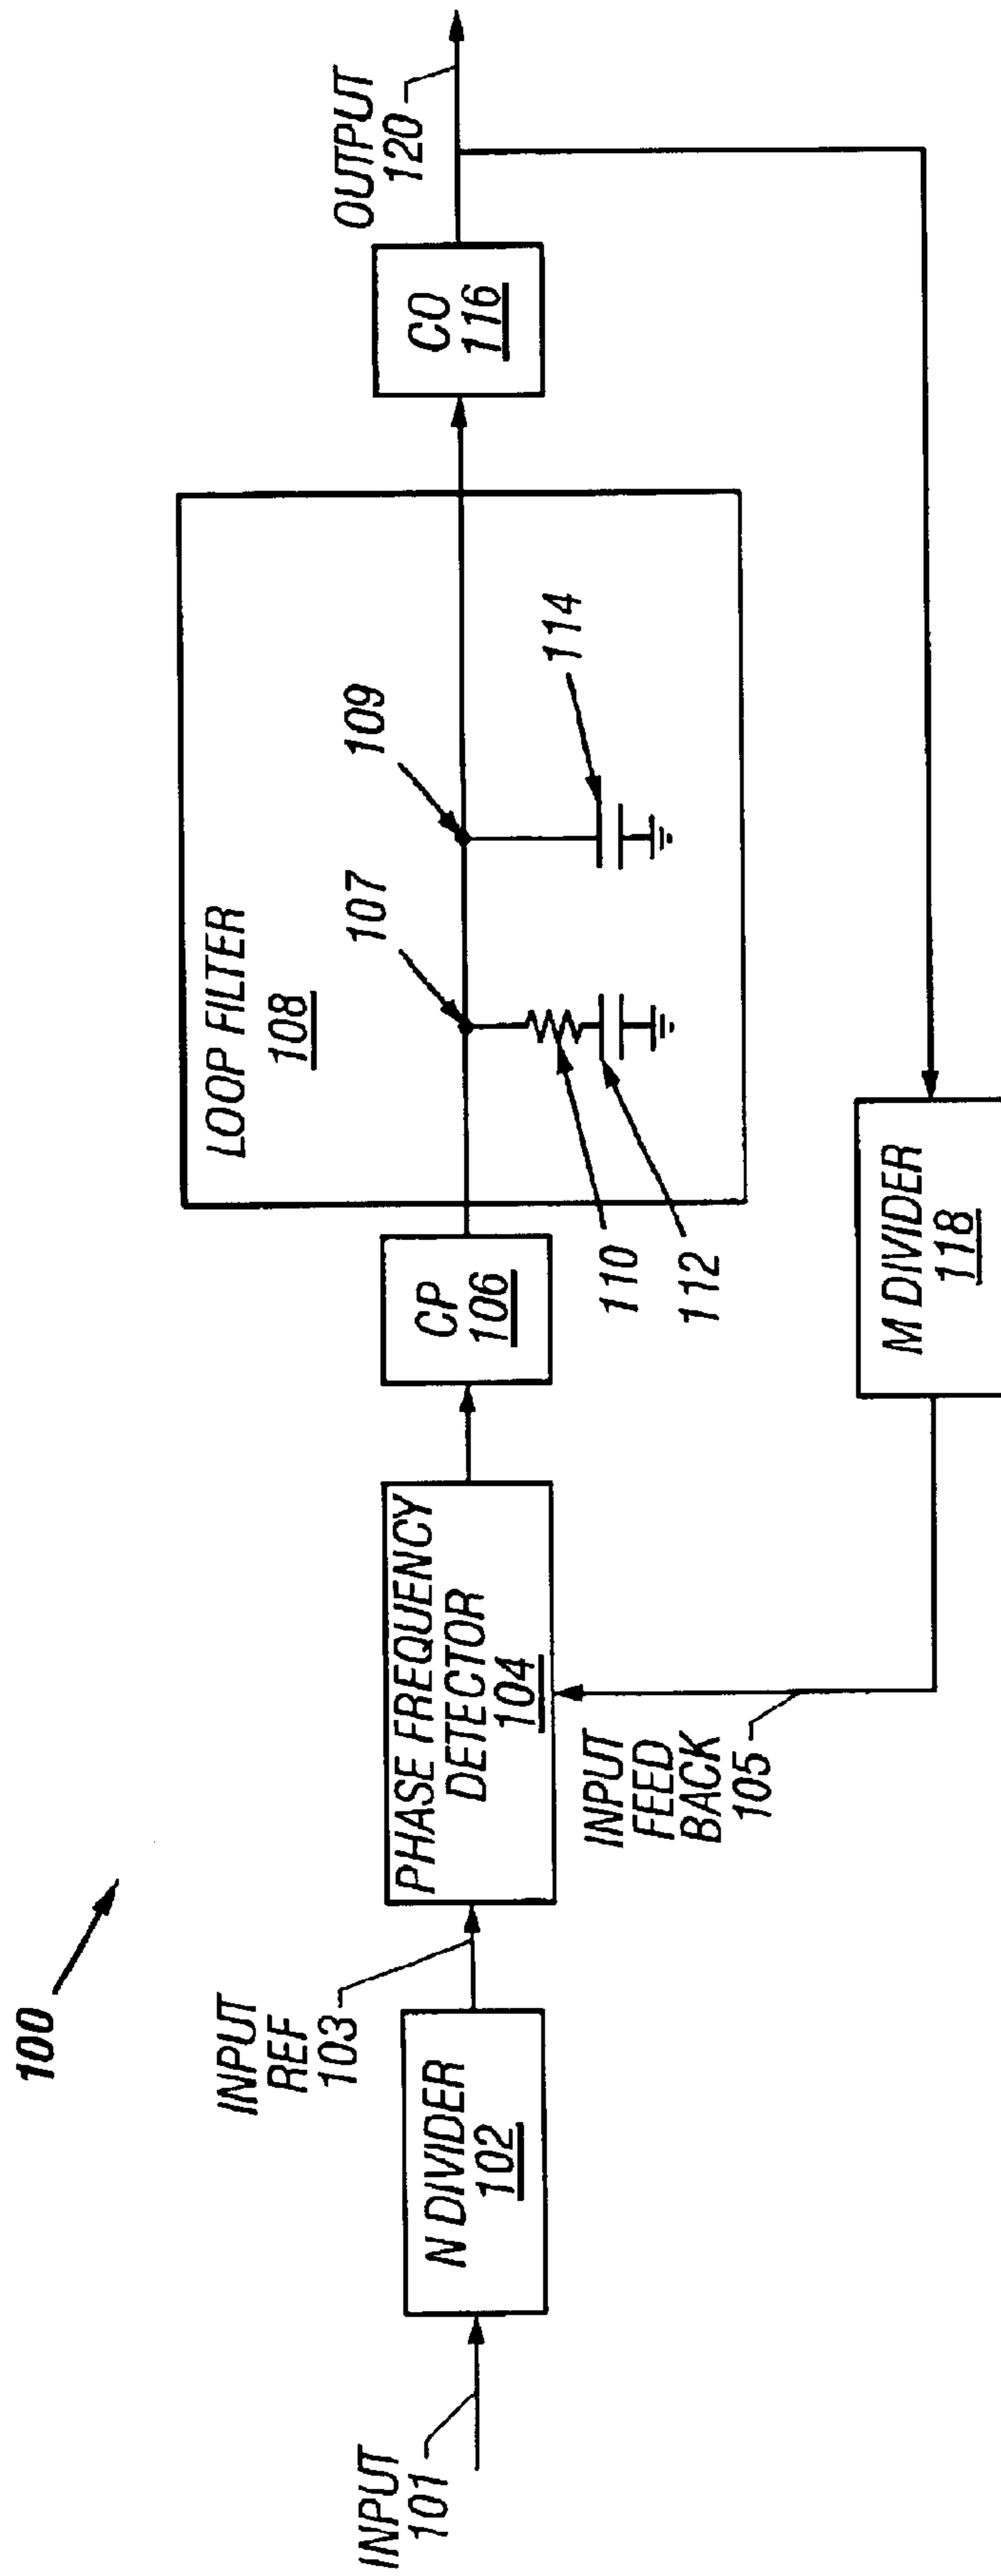 100
INPUT
101
N DIVIDER
102
INPUT
REF
103
PHASE FREQUENCY
DETECTOR
104
INPUT
FEED
BACK
105
CP
106
LOOP FILTER
108
107
109
110
112
114
CO
116
OUTPUT
120
M DIVIDER
118